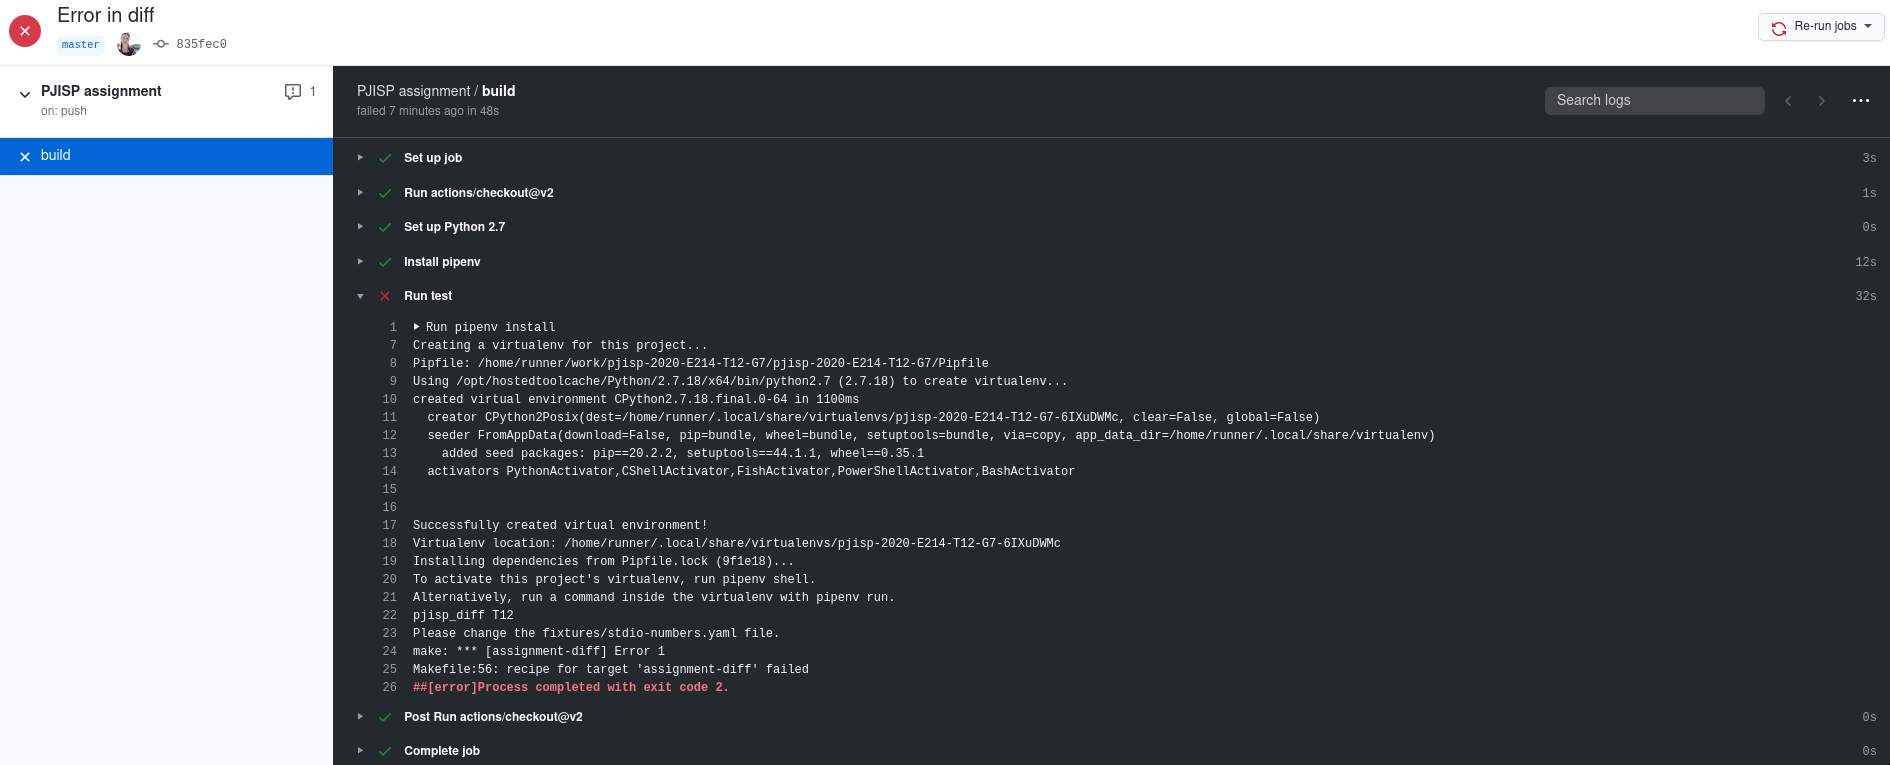 Error in diff
master 835fec0
Re-run jobs
PJISP assignment 1
on: push
build
PJISP assignment / build
failed 7 minutes ago in 48s
Search logs
Set up job 3s
Run actions/checkout@v2 1s
Set up Python 2.7 0s
Install pipenv 12s
Run test 32s
1 Run pipenv install
7 Creating a virtualenv for this project...
8 Pipfile: /home/runner/work/pjisp-2020-E214-T12-G7/pjisp-2020-E214-T12-G7/Pipfile
9 Using /opt/hostedtoolcache/Python/2.7.18/x64/bin/python2.7 (2.7.18) to create virtualenv...
10 created virtual environment CPython2.7.18.final.0-64 in 1100ms
11 creator CPython2Posix(dest=/home/runner/.local/share/virtualenvs/pjisp-2020-E214-T12-G7-6IXuDWMc, clear=False, global=False)
12 seeder FromAppData(download=False, pip=bundle, wheel=bundle, setuptools=bundle, via=copy, app_data_dir=/home/runner/.local/share/virtualenv)
13 added seed packages: pip==20.2.2, setuptools==44.1.1, wheel==0.35.1
14 activators PythonActivator,CShellActivator,FishActivator,PowerShellActivator,BashActivator
15
16
17 Successfully created virtual environment!
18 Virtualenv location: /home/runner/.local/share/virtualenvs/pjisp-2020-E214-T12-G7-6IXuDWMc
19 Installing dependencies from Pipfile.lock (9f1e18)...
20 To activate this project's virtualenv, run pipenv shell.
21 Alternatively, run a command inside the virtualenv with pipenv run.
22 pjisp_diff T12
23 Please change the fixtures/stdio-numbers.yaml file.
24 make: *** [assignment-diff] Error 1
25 Makefile:56: recipe for target 'assignment-diff' failed
26 ##[error]Process completed with exit code 2.
Post Run actions/checkout@v2 0s
Complete job 0s